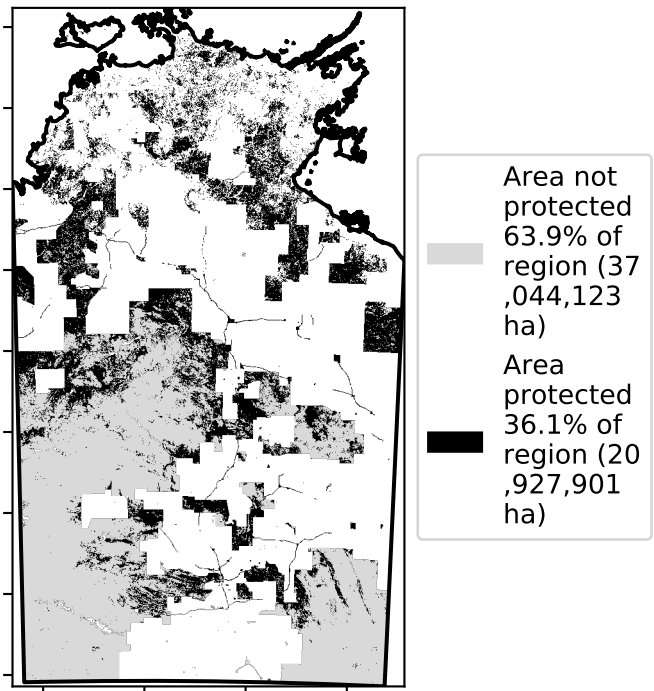 Area not
protected
63.9% of
region (37
,044,123
ha)
Area
protected
36.1% of
region (20
,927,901
ha)